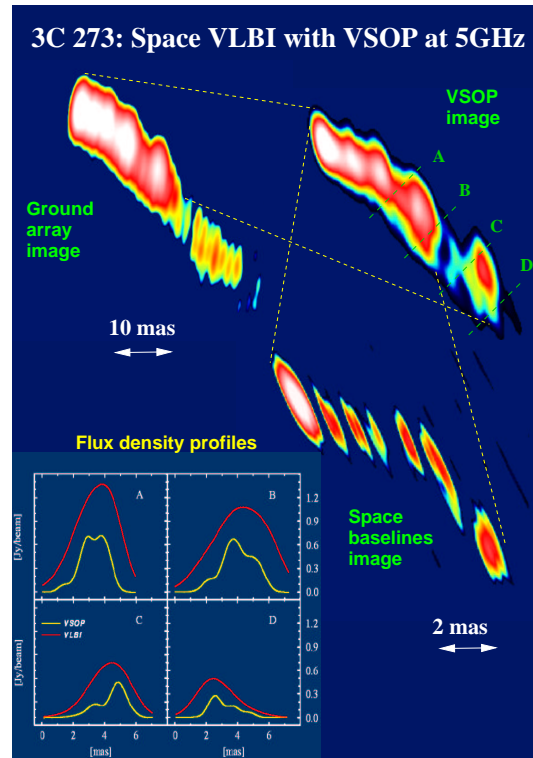 3C 273: Space VLBI with VSOP at 5GHz
VSOP
image
A
B
C
D
Ground
array
image
10 mas
Flux density profiles
Space
baselines
image
2 mas
[Jy/beam]
A
B
1.2
0.9
0.6
0.3
0.0
[Jy/beam]
VSOP
VLBI
C
D
1.2
0.9
0.6
0.3
0.0
0 2 4 6
0 2 4 6
[mas]
[mas]